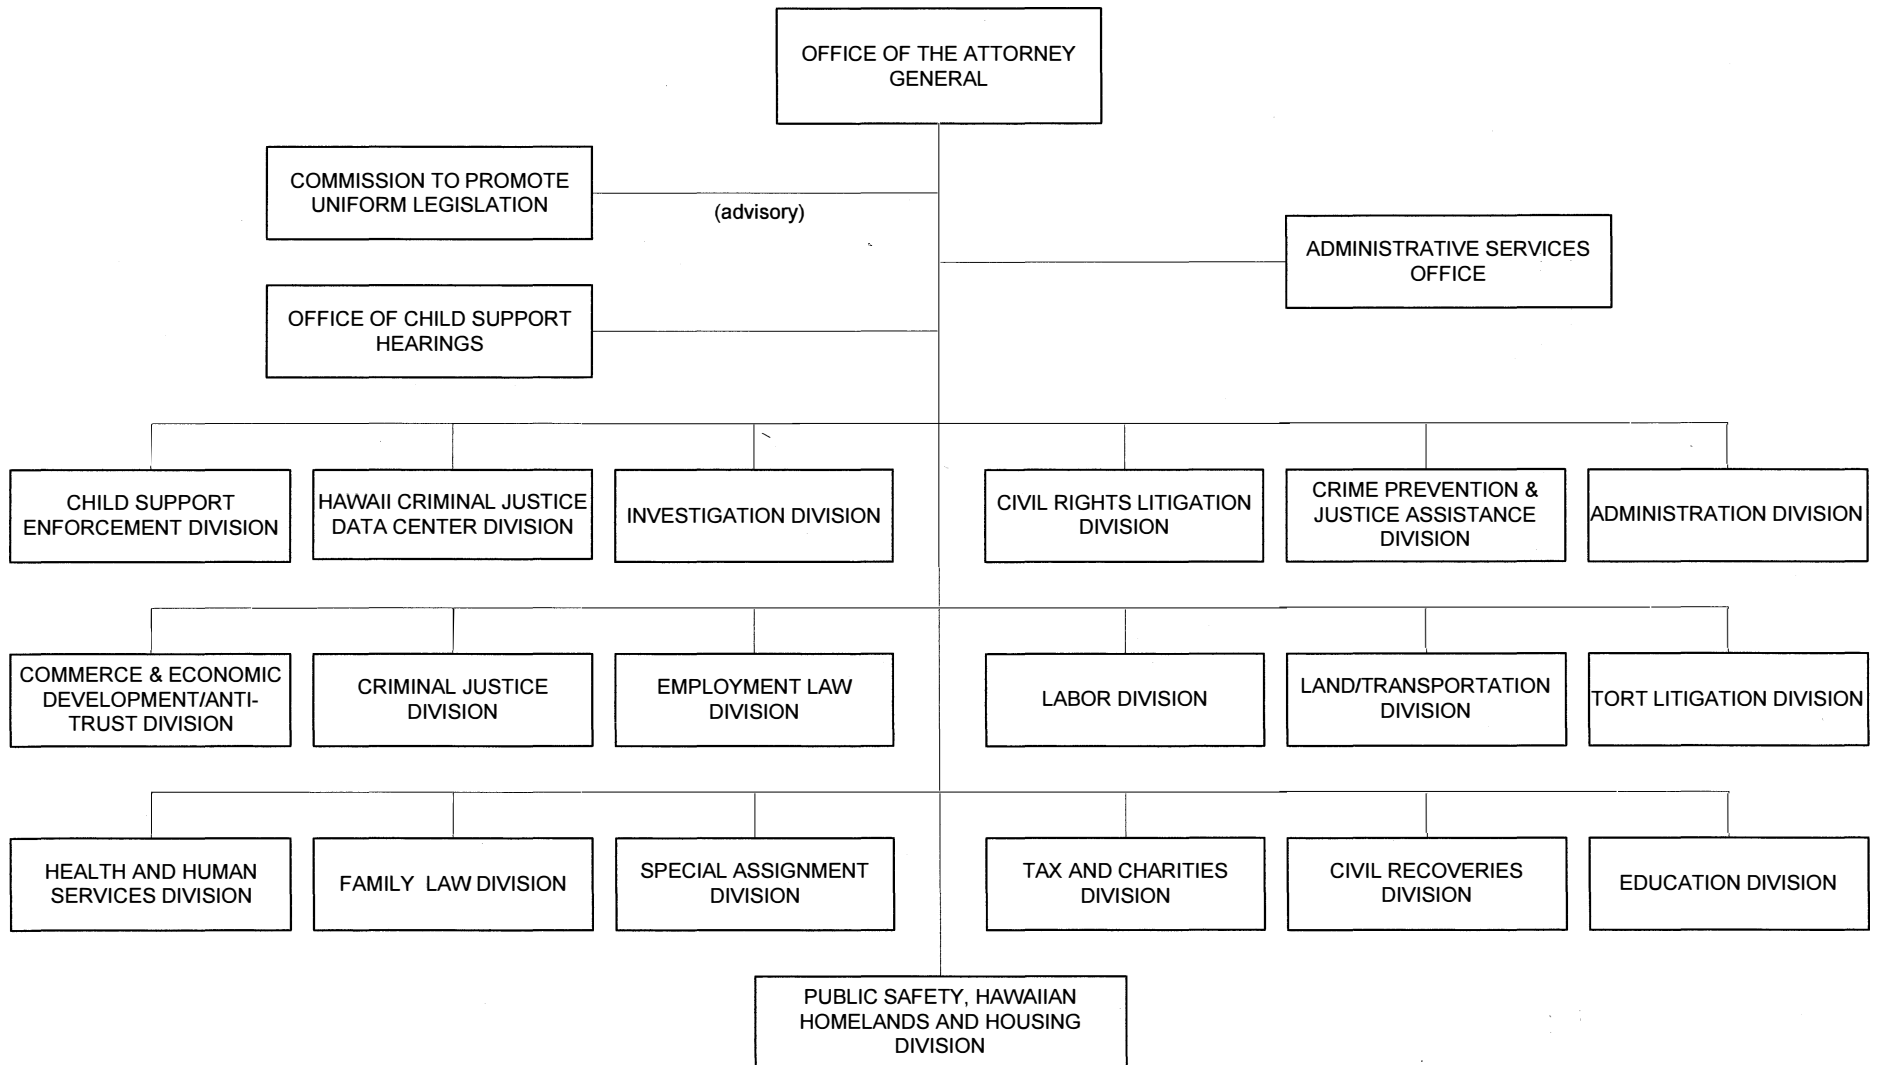 OFFICE OF THE ATTORNEY
GENERAL
COMMISSION TO PROMOTE
UNIFORM LEGISLATION
(advisory)
ADMINISTRATIVE SERVICES
OFFICE
OFFICE OF CHILD SUPPORT
HEARINGS
CHILD SUPPORT
ENFORCEMENT DIVISION
HAWAII CRIMINAL JUSTICE
DATA CENTER DIVISION
INVESTIGATION DIVISION
CIVIL RIGHTS LITIGATION
DIVISION
CRIME PREVENTION &
JUSTICE ASSISTANCE
DIVISION
ADMINISTRATION DIVISION
COMMERCE & ECONOMIC
DEVELOPMENT/ANTI-
TRUST DIVISION
CRIMINAL JUSTICE
DIVISION
EMPLOYMENT LAW
DIVISION
LABOR DIVISION
LAND/TRANSPORTATION
DIVISION
TORT LITIGATION DIVISION
HEALTH AND HUMAN
SERVICES DIVISION
FAMILY LAW DIVISION
SPECIAL ASSIGNMENT
DIVISION
TAX AND CHARITIES
DIVISION
CIVIL RECOVERIES
DIVISION
EDUCATION DIVISION
PUBLIC SAFETY, HAWAIIAN
HOMELANDS AND HOUSING
DIVISION